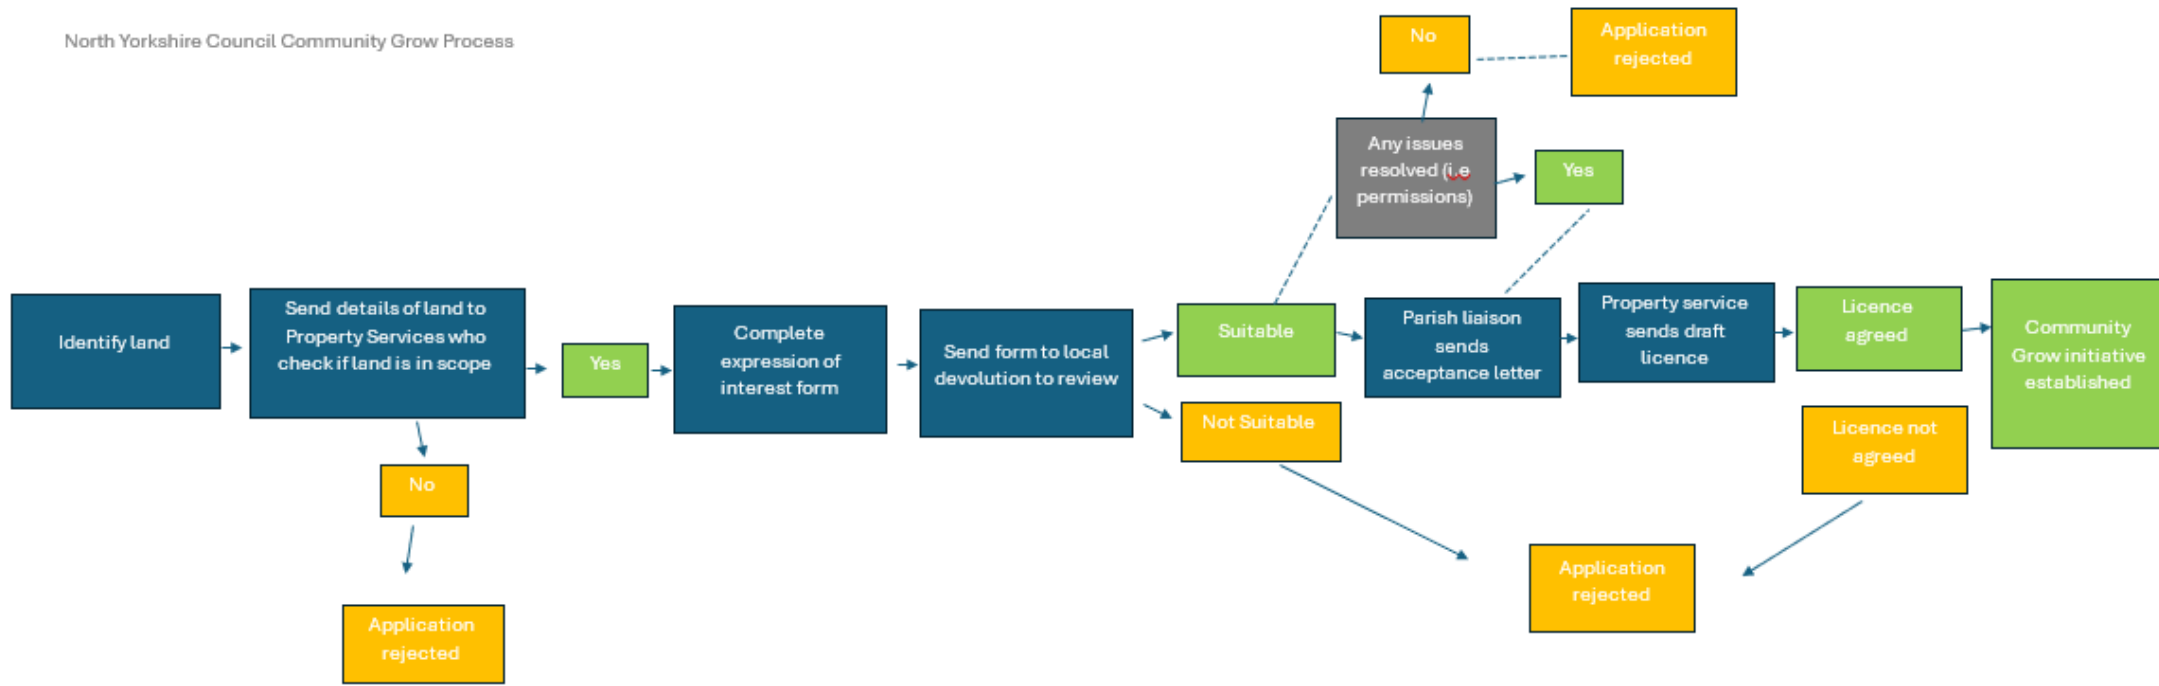 North Yorkshire Council Community Grow Process
No
Application
rejected
Any issues
resolved (i.e
permissions)
Yes
Identify land
Send details of land to
Property Services who
check if land is in scope
Yes
Complete
expression of
interest form
Send form to local
devolution to review
Suitable
Parish liaison
sends
acceptance letter
Property service
sends draft
licence
Licence
agreed
Community
Grow initiative
established
Not Suitable
Licence not
agreed
No
Application
rejected
Application
rejected